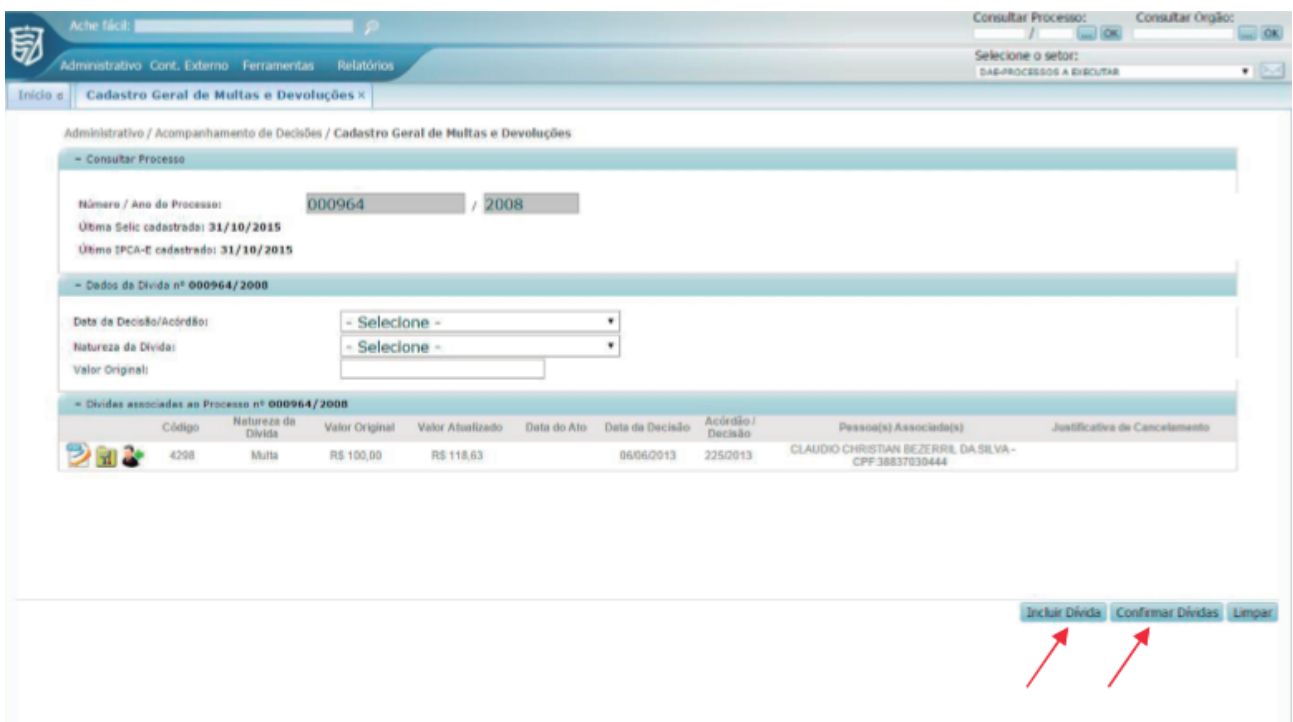 Ache fácil:
Consultar Processo:
Consultar Orgão:
/ ... OK ... OK
Administrativo Cont. Externo Ferramentas Relatórios
Selecione o setor:
DAE-PROCESSOS A EXECUTAR
Início
Cadastro Geral de Multas e Devoluções ×
Administrativo / Acompanhamento de Decisões / Cadastro Geral de Multas e Devoluções
- Consultar Processo
Número / Ano do Processo: 000964 / 2008
Última Selic cadastrada: 31/10/2015
Último IPCA-E cadastrado: 31/10/2015
- Dados da Dívida nº 000964/2008
Data da Decisão/Acórdão: - Selecione -
Natureza da Dívida: - Selecione -
Valor Original:
- Dívidas associadas ao Processo nº 000964/2008
Código Natureza da Dívida Valor Original Valor Atualizado Data do Ato Data da Decisão Acórdão / Decisão Pessoa(s) Associada(s) Justificativa de Cancelamento
4298 Multa R$ 100,00 R$ 118,63 06/06/2013 225/2013 CLAUDIO CHRISTIAN BEZERRIL DA SILVA - CPF:38837030444
Incluir Dívida Confirmar Dívidas Limpar